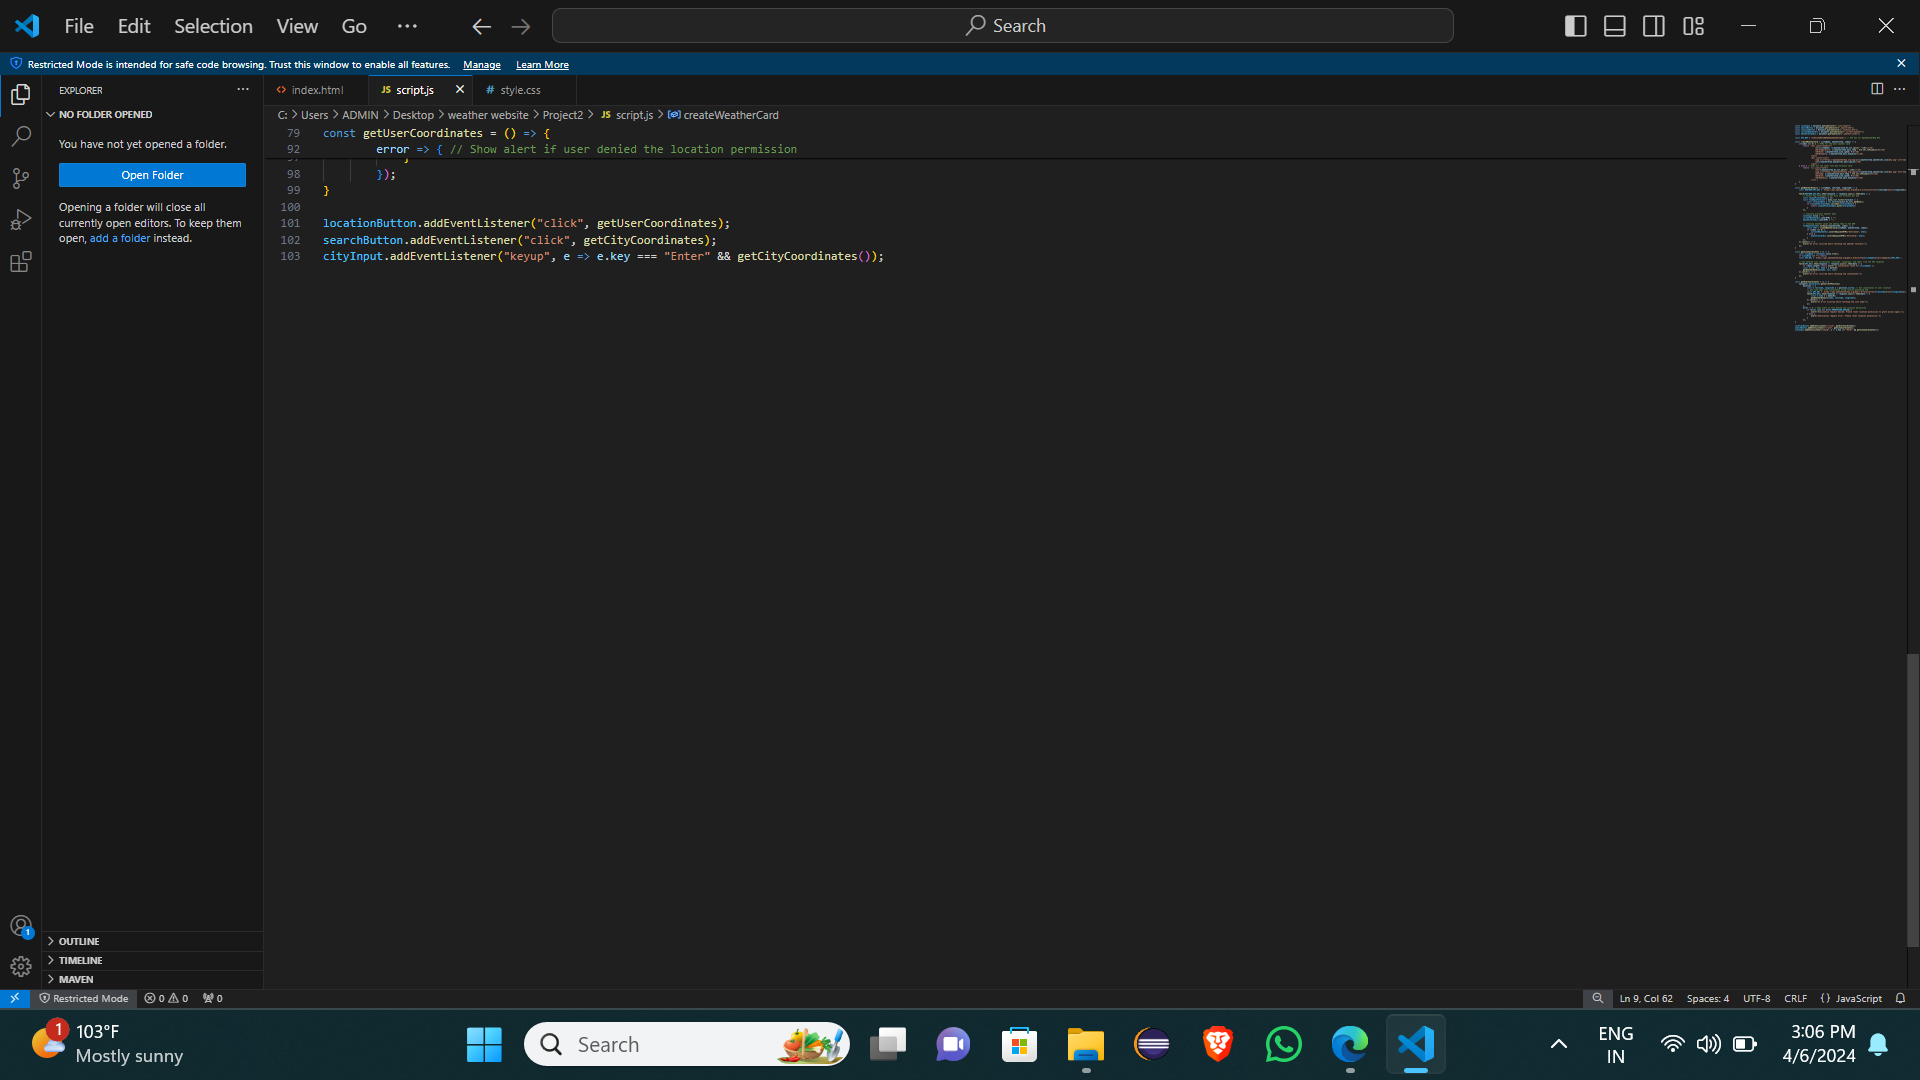 File Edit Selection View Go ···
Search
Restricted Mode is intended for safe code browsing. Trust this window to enable all features. Manage Learn More
EXPLORER ···
index.html
JS script.js
# style.css
NO FOLDER OPENED
C: > Users > ADMIN > Desktop > weather website > Project2 > JS script.js > createWeatherCard
You have not yet opened a folder.
Open Folder
Opening a folder will close all
currently open editors. To keep them
open, add a folder instead.
79 const getUserCoordinates = () => {
92 error => { // Show alert if user denied the location permission
98 });
99 }
100
101 locationButton.addEventListener("click", getUserCoordinates);
102 searchButton.addEventListener("click", getCityCoordinates);
103 cityInput.addEventListener("keyup", e => e.key === "Enter" && getCityCoordinates());
1
OUTLINE
TIMELINE
MAVEN
Restricted Mode 0 0 0
Ln 9, Col 62 Spaces: 4 UTF-8 CRLF {} JavaScript
1
103°F
Mostly sunny
Search
ENG
IN
3:06 PM
4/6/2024